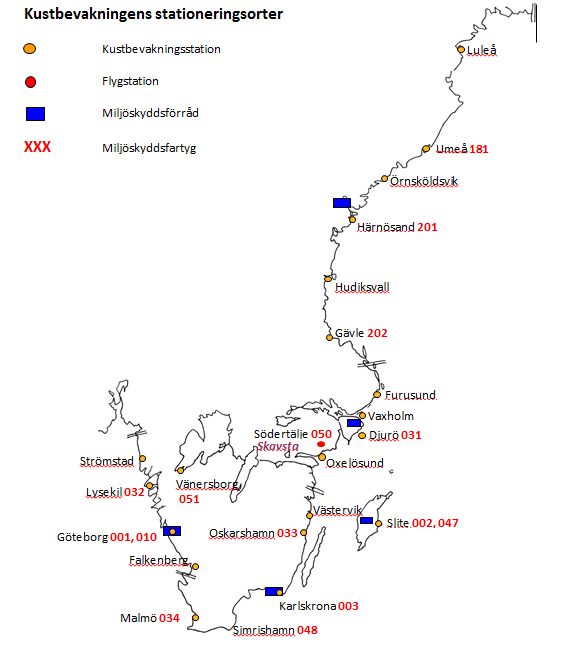 Kustbevakningens stationeringsorter
Kustbevakningsstation
Flygstation
Miljöskyddsförråd
XXX Miljöskyddsfartyg
Luleå
Umeå 181
Örnsköldsvik
Härnösand 201
Hudiksvall
Gävle 202
Furusund
Vaxholm
Södertälje 050
Djurö 031
Skavsta
Strömstad
Oxelösund
Vänersborg
051
Lysekil 032
Västervik
Slite 002, 047
Göteborg 001, 010
Oskarshamn 033
Falkenberg
Karlskrona 003
Malmö 034
Simrishamn 048